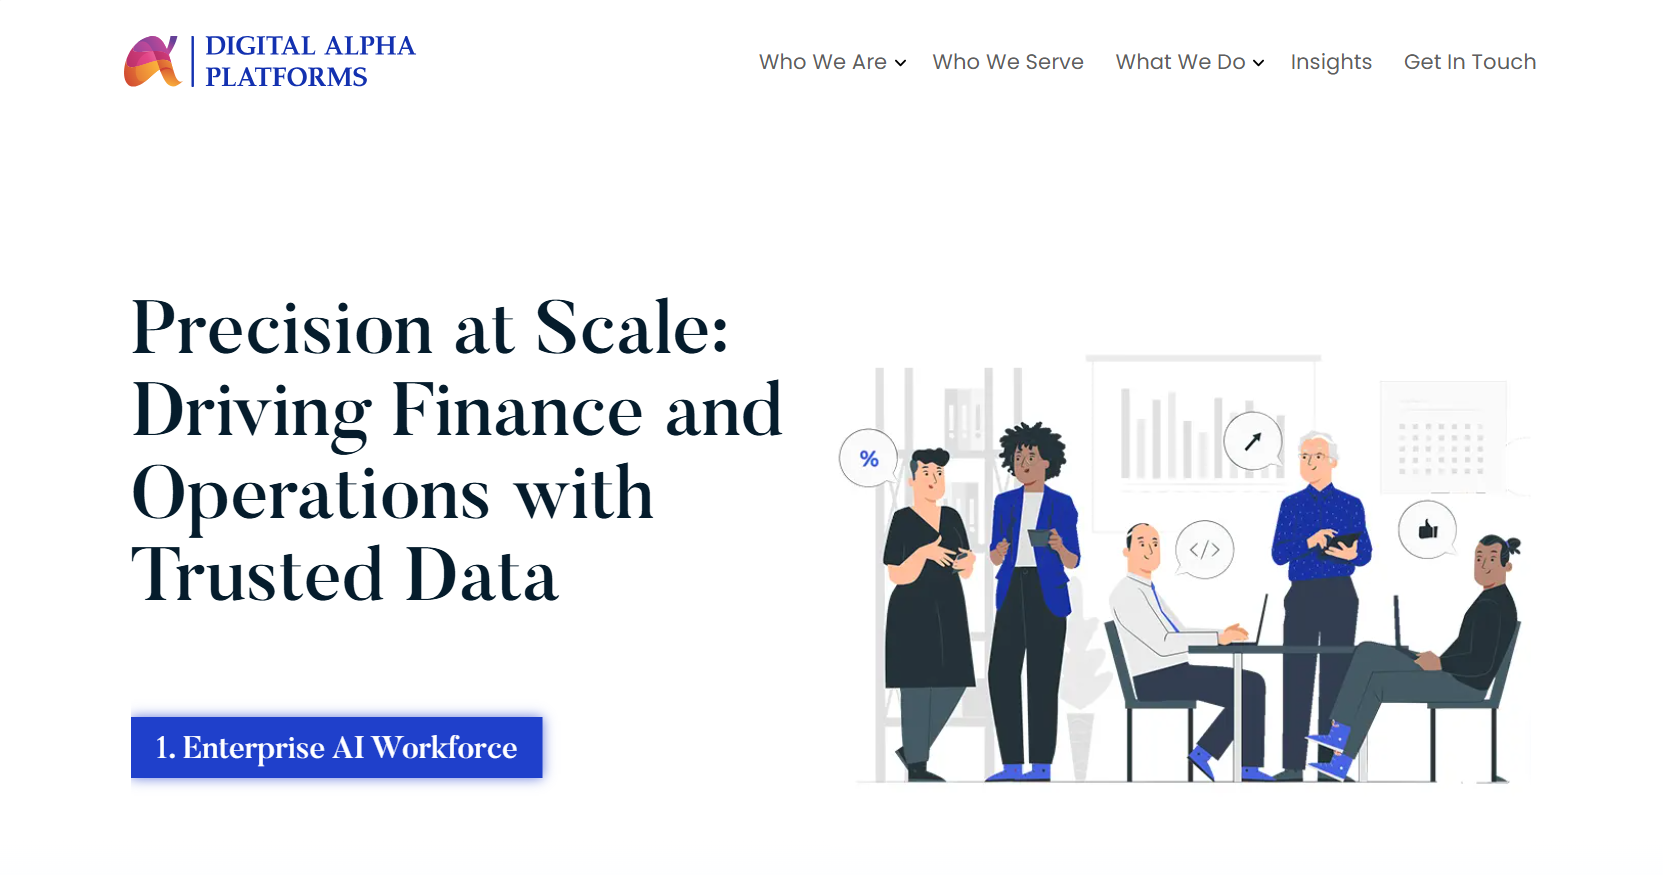 DIGITAL ALPHA
PLATFORMS
Who We Are
Who We Serve
What We Do
Insights
Get In Touch
Precision at Scale:
Driving Finance and
Operations with
Trusted Data
1. Enterprise AI Workforce
%
</>